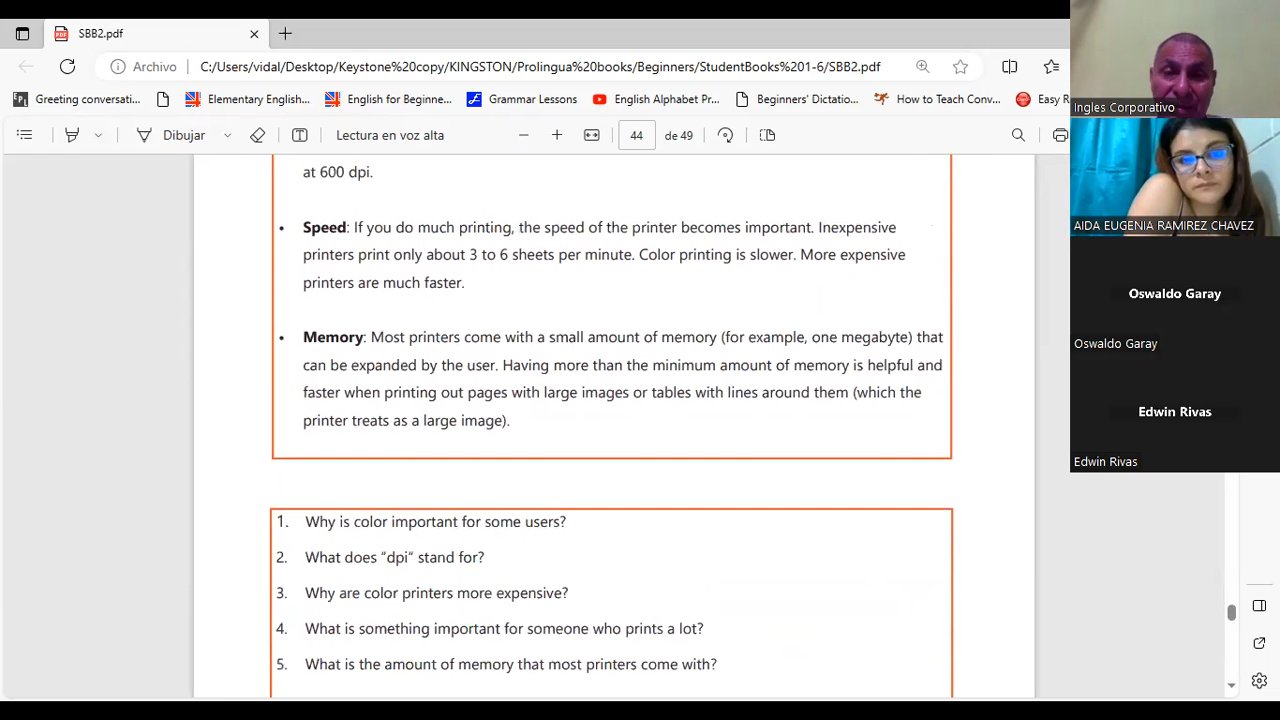 SBB2.pdf
Archivo
C:/Users/vidal/Desktop/Keystone%20copy/KINGSTON/Prolingua%20books/Beginners/StudentBooks%201-6/SBB2.pdf
Greeting conversati...
Elementary English...
English for Beginne...
Grammar Lessons
English Alphabet Pr...
Beginners' Dictatio...
How to Teach Conv...
Easy R
Dibujar
Lectura en voz alta
44 de 49
at 600 dpi.
• Speed: If you do much printing, the speed of the printer becomes important. Inexpensive
printers print only about 3 to 6 sheets per minute. Color printing is slower. More expensive
printers are much faster.
• Memory: Most printers come with a small amount of memory (for example, one megabyte) that
can be expanded by the user. Having more than the minimum amount of memory is helpful and
faster when printing out pages with large images or tables with lines around them (which the
printer treats as a large image).
1. Why is color important for some users?
2. What does “dpi“ stand for?
3. Why are color printers more expensive?
4. What is something important for someone who prints a lot?
5. What is the amount of memory that most printers come with?
Ingles Corporativo
AIDA EUGENIA RAMIREZ CHAVEZ
Oswaldo Garay
Oswaldo Garay
Edwin Rivas
Edwin Rivas